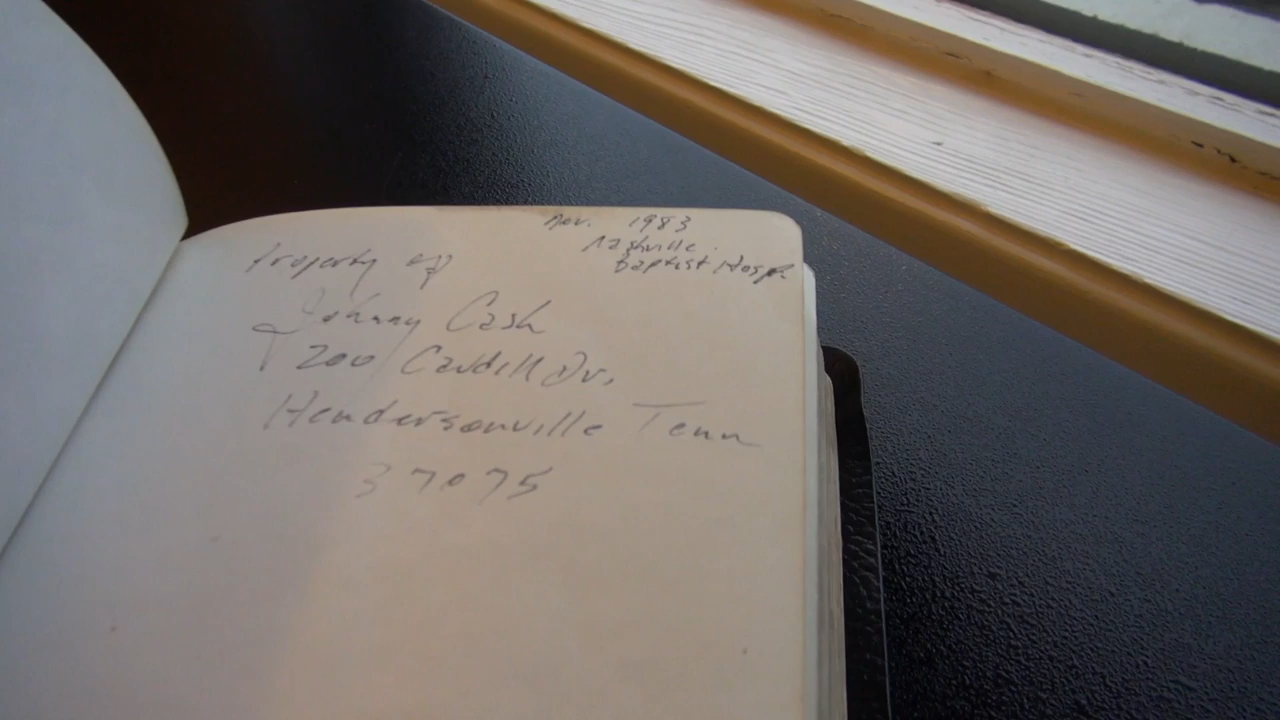 Nov. 1983
Nashville
Baptist Hosp.
Property of
Johnny Cash
200 Caudill Dr.
Hendersonville Tenn
37075